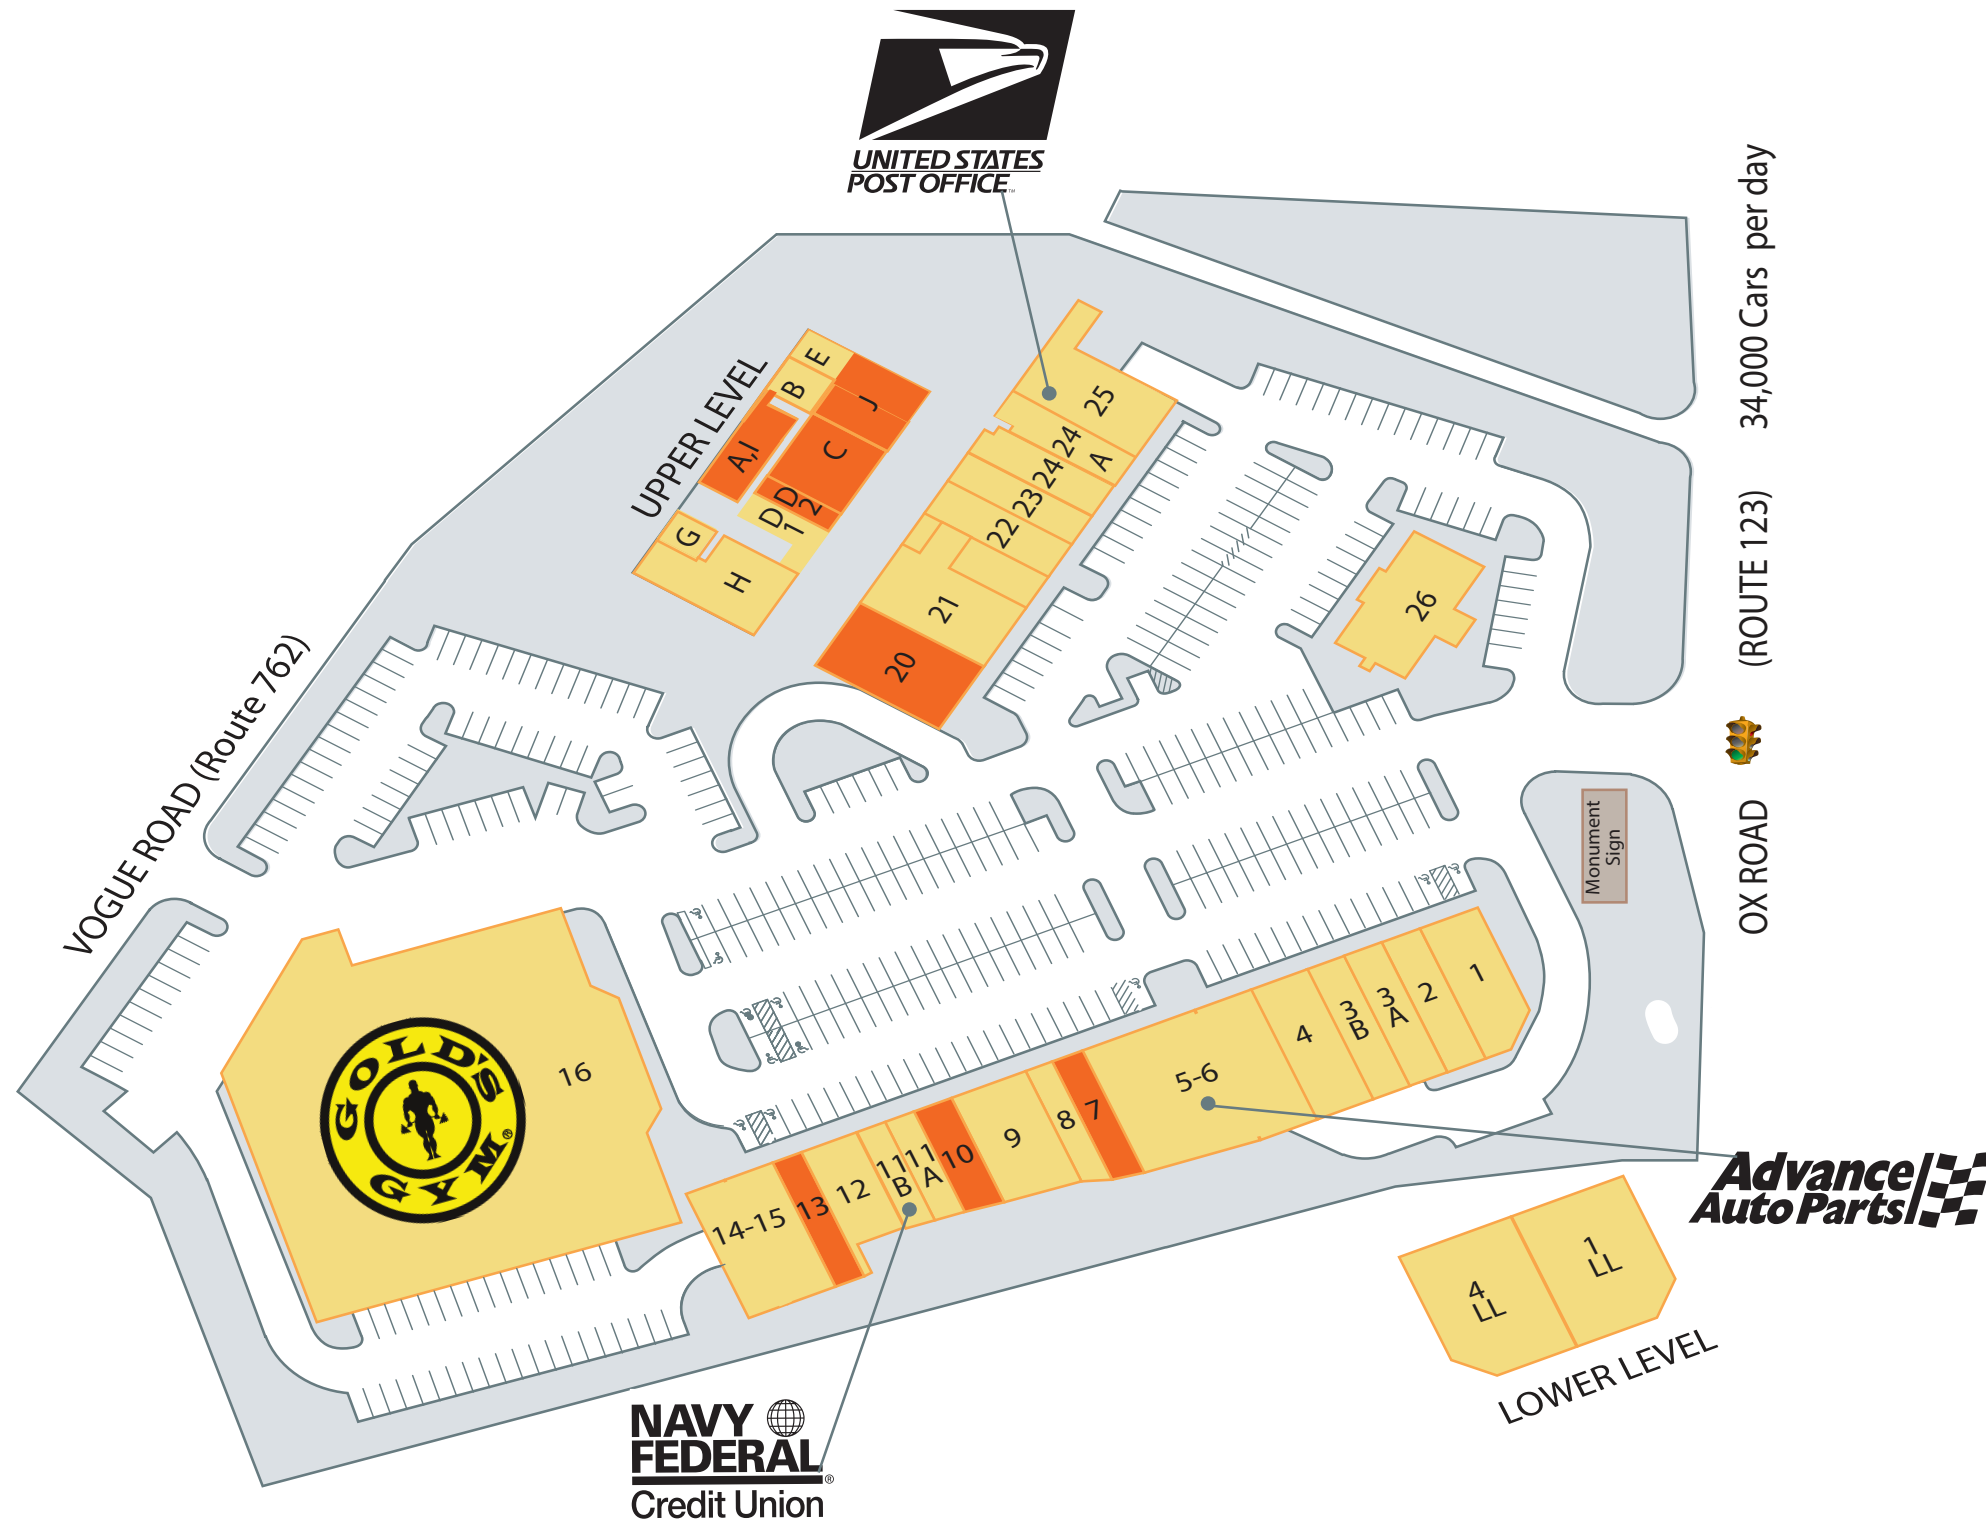 UNITED STATES
POST OFFICE™
34,000 Cars per day
(ROUTE 123)
OX ROAD
UPPER LEVEL
E
B
J
A,I
C
D
2
D
1
G
H
25
24
A
24
23
22
21
20
26
VOGUE ROAD (Route 762)
Monument
Sign
GOLD'S
GYM®
16
1
2
3
A
3
B
4
5-6
7
8
9
10
11
A
11
B
12
13
14-15
Advance
Auto Parts
1
LL
4
LL
LOWER LEVEL
NAVY
FEDERAL®
Credit Union